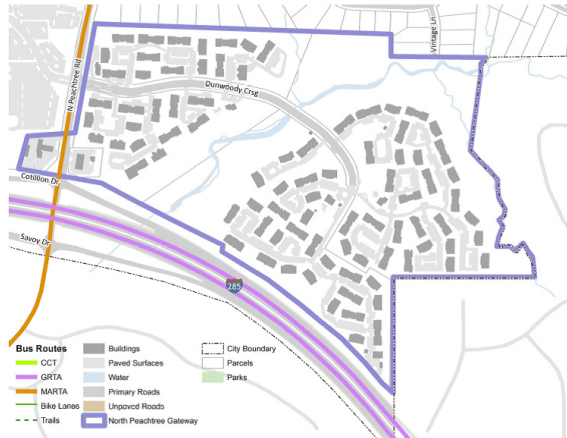 Vintage Ln
N Peachtree Rd
Dunwoody Crsg
Cotillion Dr
Savoy Dr
285
Bus Routes
CCT
GRTA
MARTA
Bike Lanes
Trails
Buildings
Paved Surfaces
Water
Primary Roads
Unpaved Roads
North Peachtree Gateway
City Boundary
Parcels
Parks